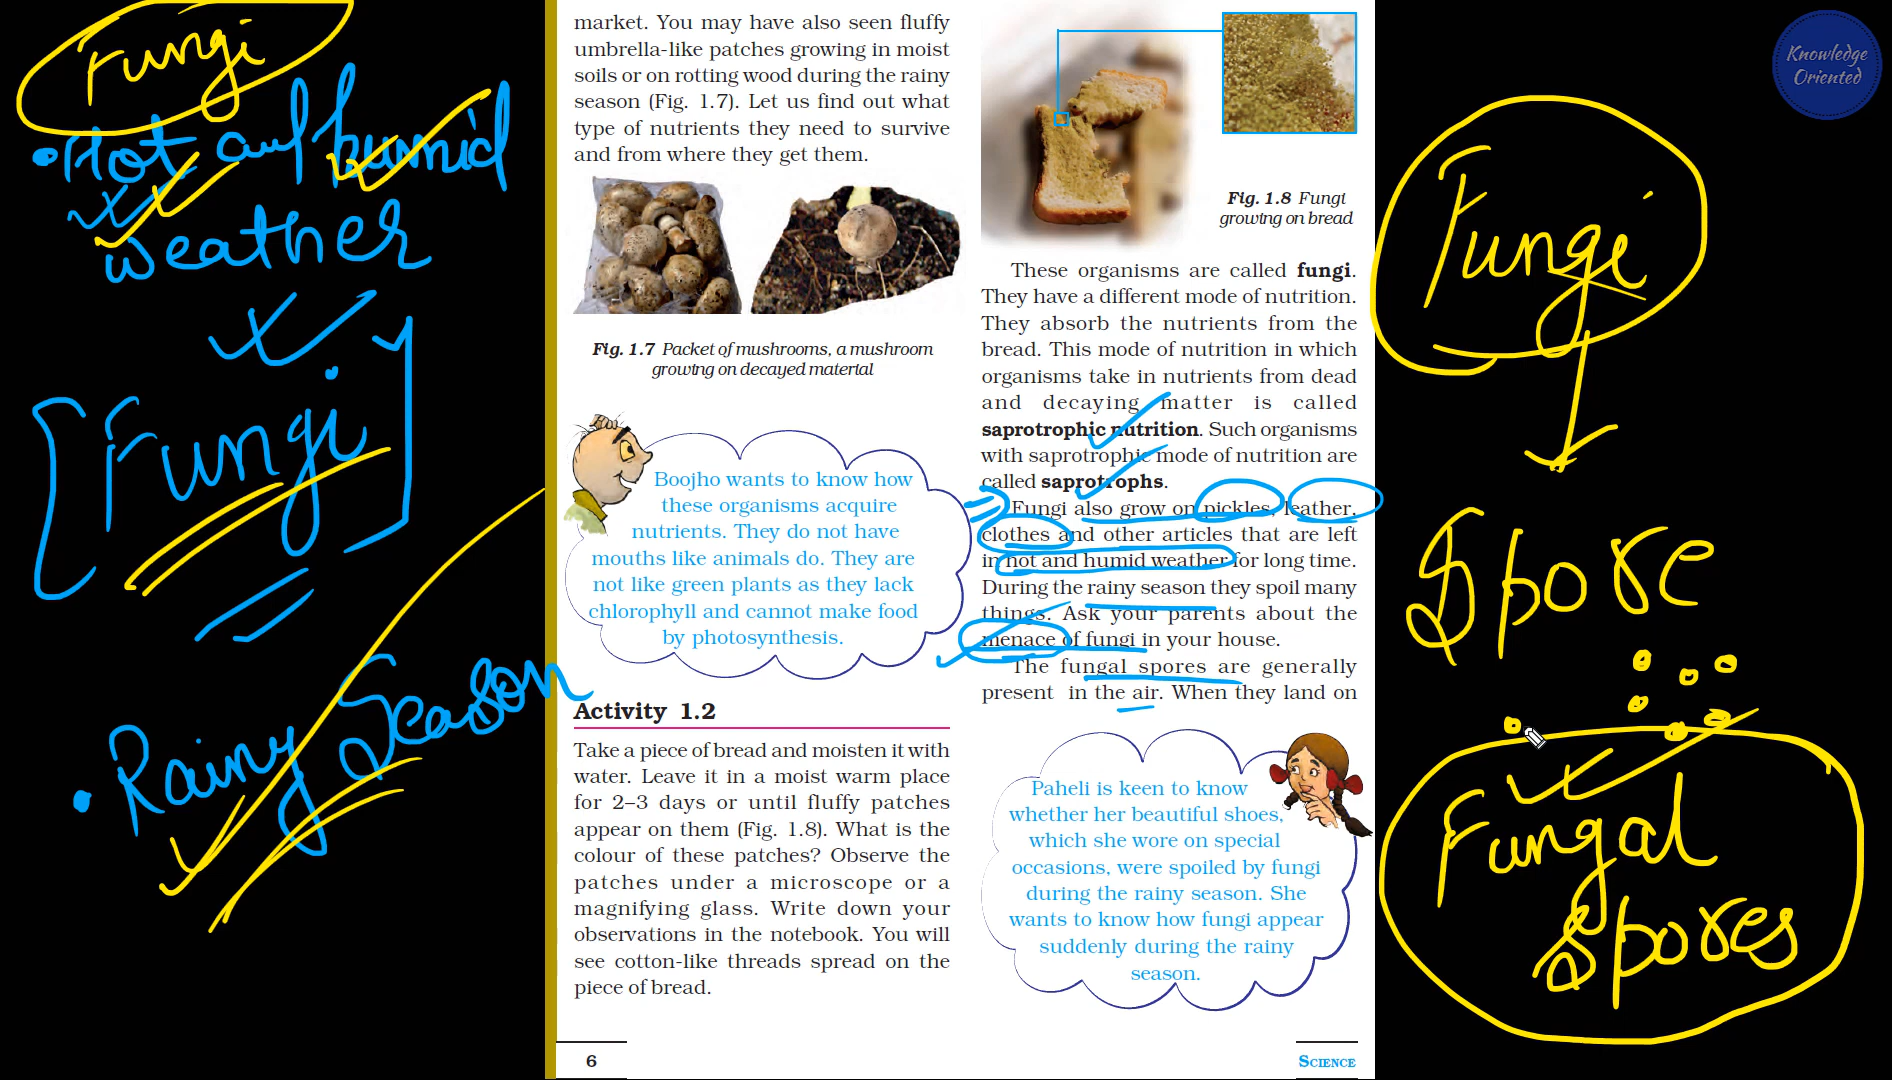 Fungi
• Hot and humid
weather
[Fungi]
• Rainy Season
market. You may have also seen fluffy
umbrella-like patches growing in moist
soils or on rotting wood during the rainy
season (Fig. 1.7). Let us find out what
type of nutrients they need to survive
and from where they get them.
Fig. 1.7 Packet of mushrooms, a mushroom
growing on decayed material
Boojho wants to know how
these organisms acquire
nutrients. They do not have
mouths like animals do. They are
not like green plants as they lack
chlorophyll and cannot make food
by photosynthesis.
Activity 1.2
Take a piece of bread and moisten it with
water. Leave it in a moist warm place
for 2–3 days or until fluffy patches
appear on them (Fig. 1.8). What is the
colour of these patches? Observe the
patches under a microscope or a
magnifying glass. Write down your
observations in the notebook. You will
see cotton-like threads spread on the
piece of bread.
6
Fig. 1.8 Fungi
growing on bread
These organisms are called fungi.
They have a different mode of nutrition.
They absorb the nutrients from the
bread. This mode of nutrition in which
organisms take in nutrients from dead
and decaying matter is called
saprotrophic nutrition. Such organisms
with saprotrophic mode of nutrition are
called saprotrophs.
Fungi also grow on pickles, leather,
clothes and other articles that are left
in hot and humid weather for long time.
During the rainy season they spoil many
things. Ask your parents about the
menace of fungi in your house.
The fungal spores are generally
present in the air. When they land on
Paheli is keen to know
whether her beautiful shoes,
which she wore on special
occasions, were spoiled by fungi
during the rainy season. She
wants to know how fungi appear
suddenly during the rainy
season.
SCIENCE
Knowledge
Oriented
Fungi
Spore
Fungal
Spores